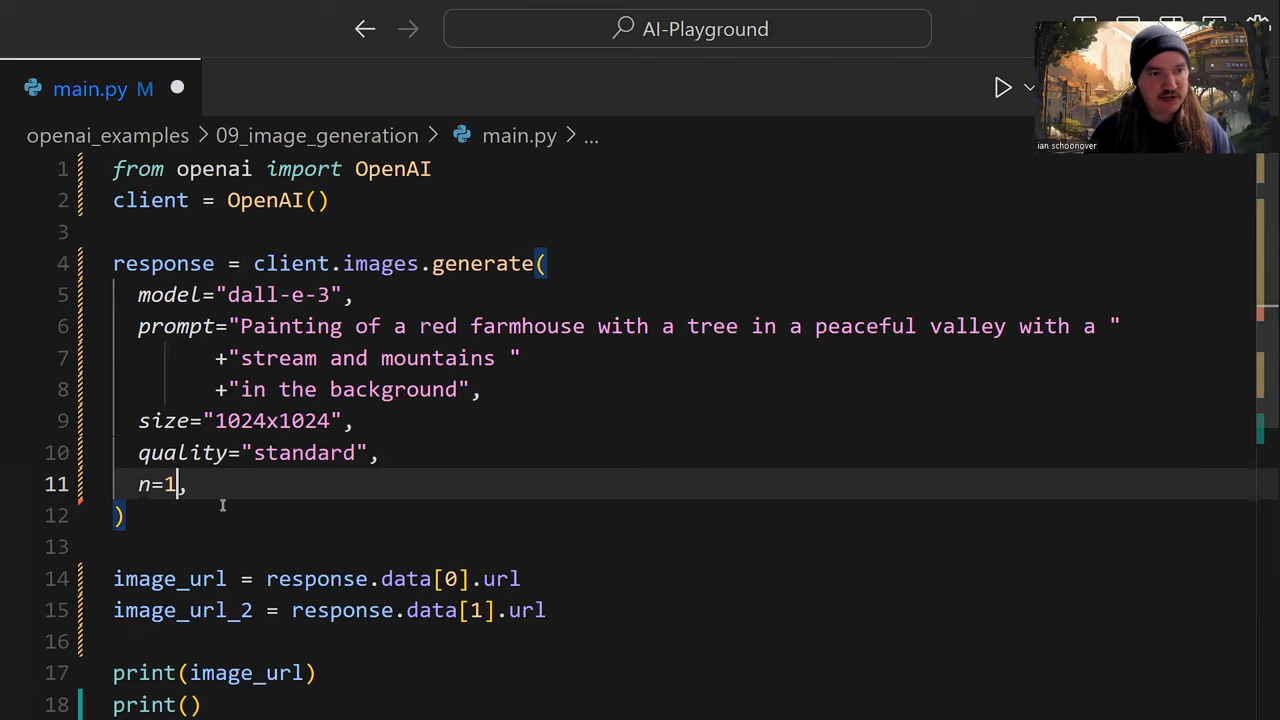 AI-Playground
main.py M
openai_examples > 09_image_generation > main.py > ...
ian schoonover
1 from openai import OpenAI
2 client = OpenAI()
3
4 response = client.images.generate(
5 model="dall-e-3",
6 prompt="Painting of a red farmhouse with a tree in a peaceful valley with a "
7 +"stream and mountains "
8 +"in the background",
9 size="1024x1024",
10 quality="standard",
11 n=1,
12 )
13
14 image_url = response.data[0].url
15 image_url_2 = response.data[1].url
16
17 print(image_url)
18 print()